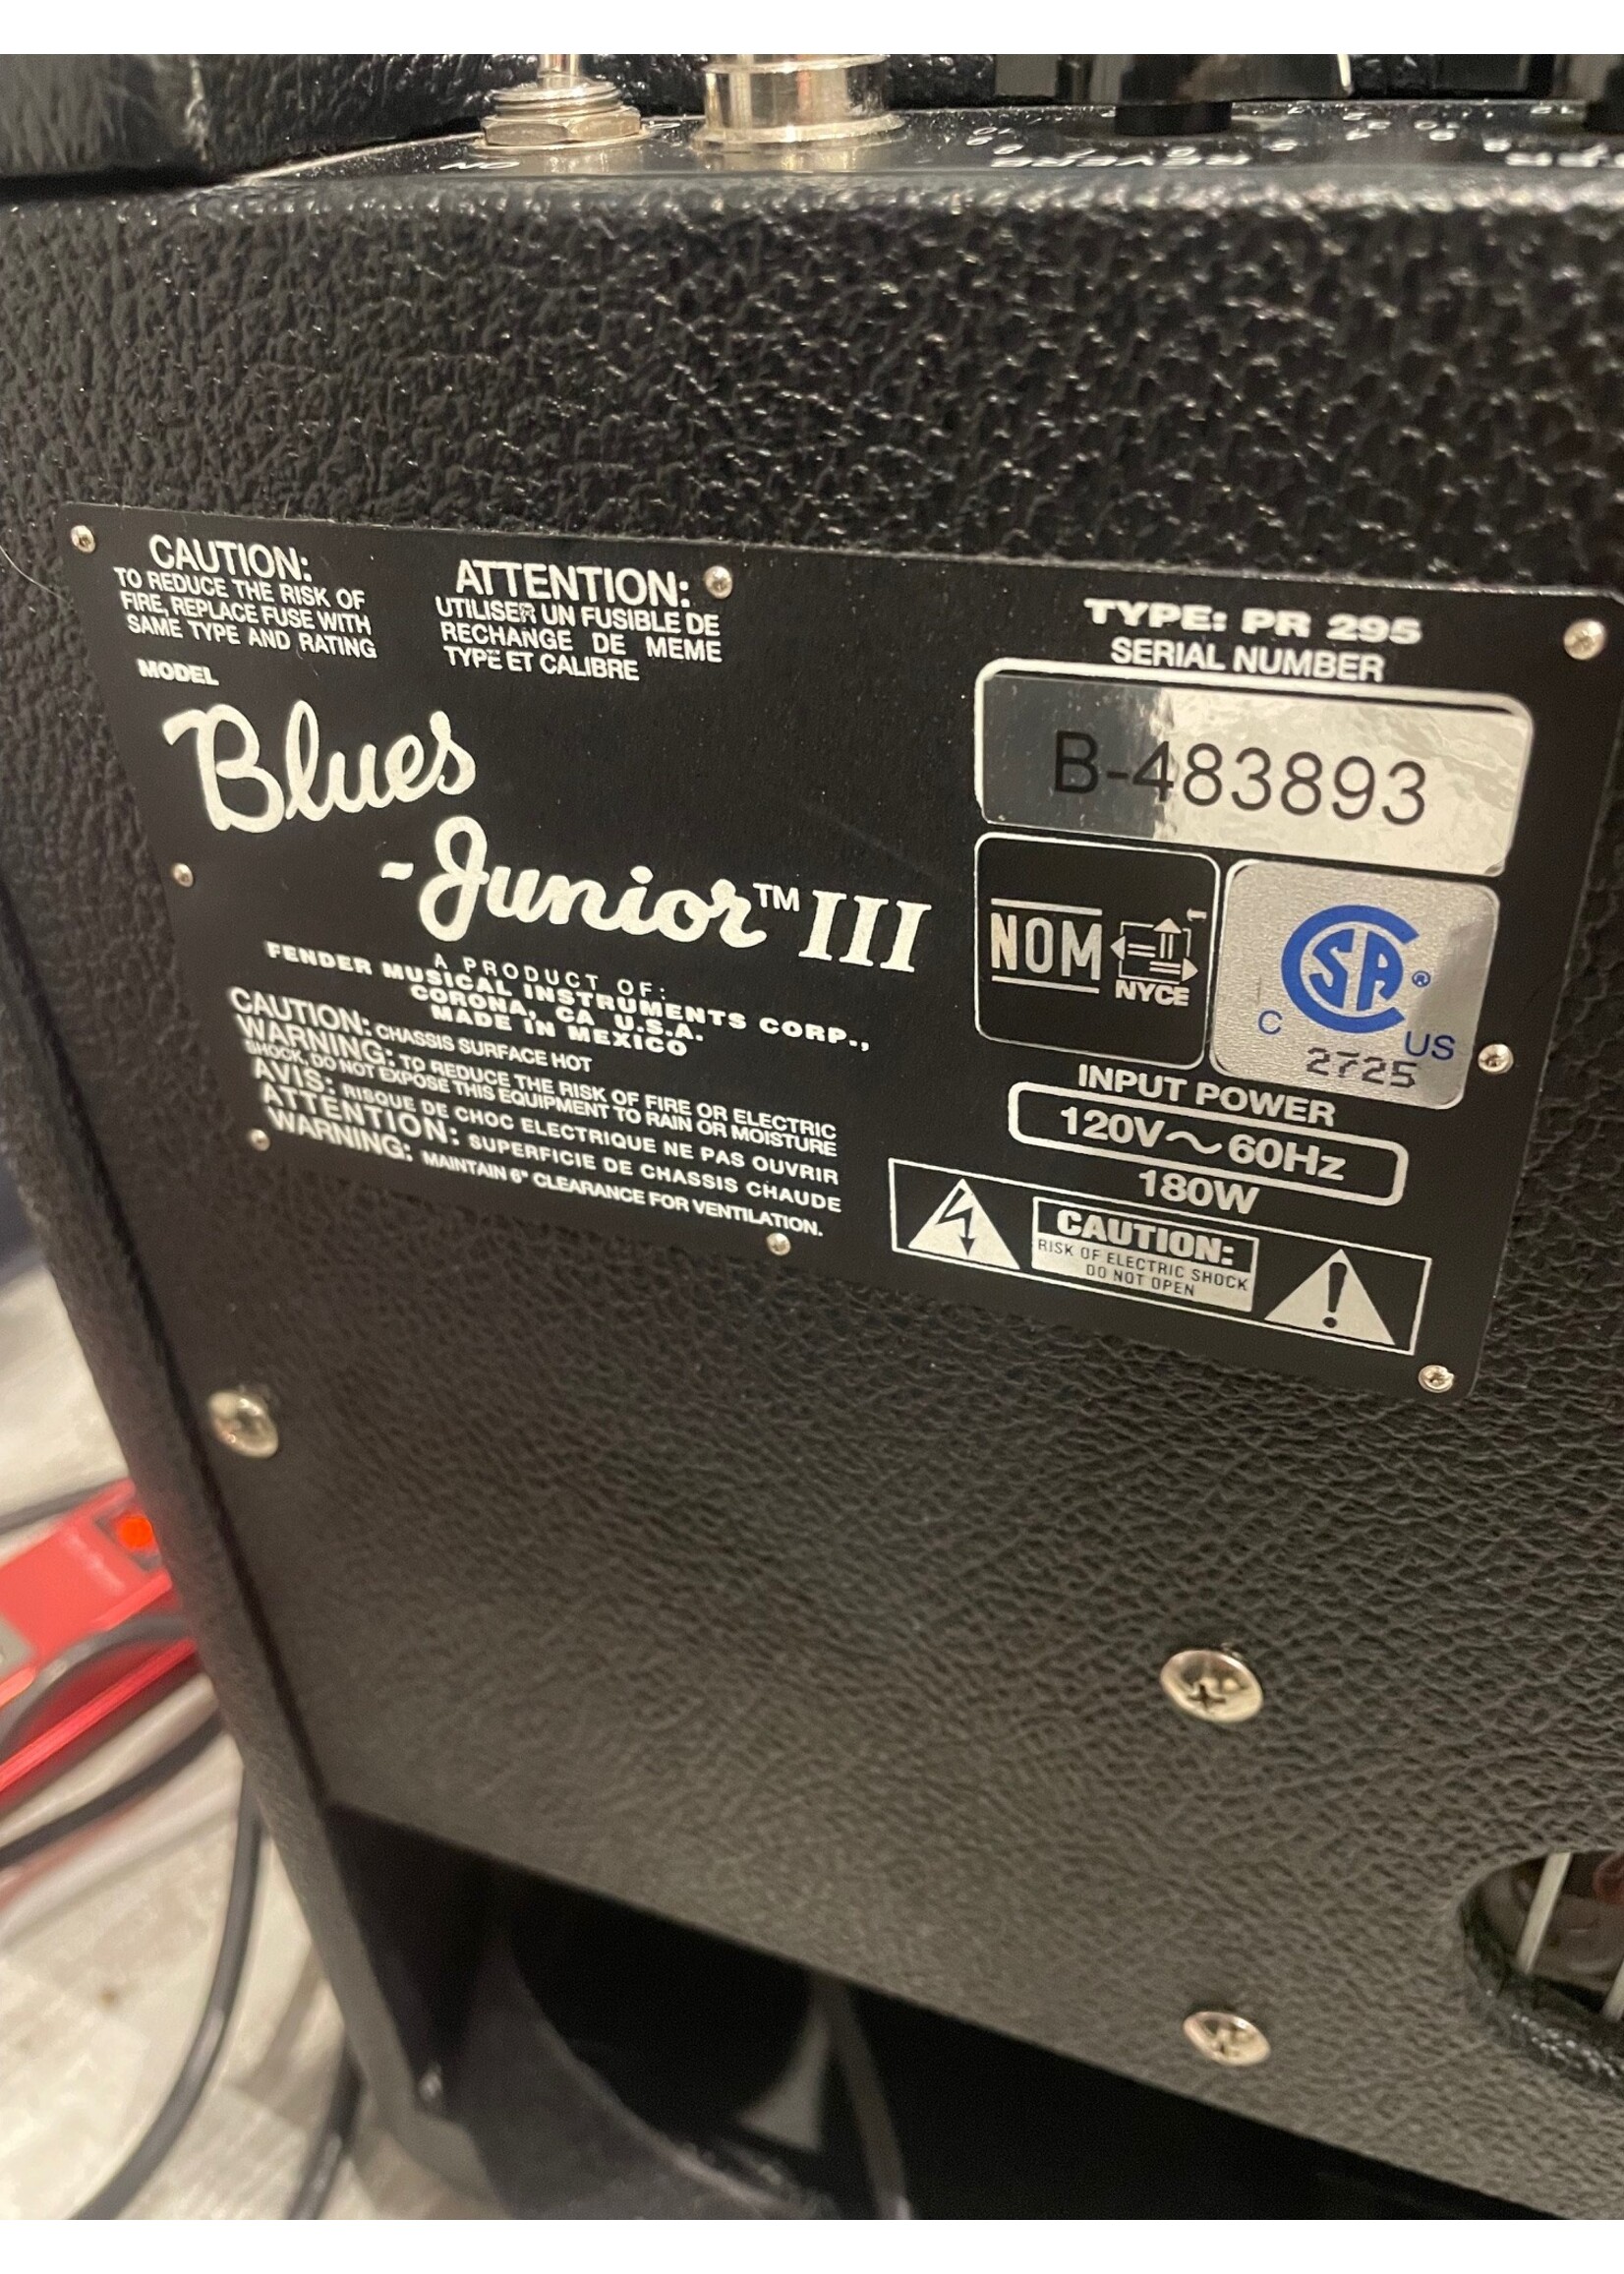 CAUTION:
TO REDUCE THE RISK OF
FIRE, REPLACE FUSE WITH
SAME TYPE AND RATING
ATTENTION:
UTILISER UN FUSIBLE DE
RECHANGE DE MEME
TYPE ET CALIBRE
MODEL
Blues
-Junior™ III
A PRODUCT OF:
FENDER MUSICAL INSTRUMENTS CORP.,
CORONA, CA U.S.A.
MADE IN MEXICO
CAUTION: CHASSIS SURFACE HOT
WARNING: TO REDUCE THE RISK OF FIRE OR ELECTRIC
SHOCK, DO NOT EXPOSE THIS EQUIPMENT TO RAIN OR MOISTURE
AVIS: RISQUE DE CHOC ELECTRIQUE NE PAS OUVRIR
ATTENTION: SUPERFICIE DE CHASSIS CHAUDE
WARNING: MAINTAIN 6" CLEARANCE FOR VENTILATION.
TYPE: PR 295
SERIAL NUMBER
B-483893
NOM
NYCE
CSA®
C US
2725
INPUT POWER
120V~60Hz
180W
CAUTION:
RISK OF ELECTRIC SHOCK
DO NOT OPEN